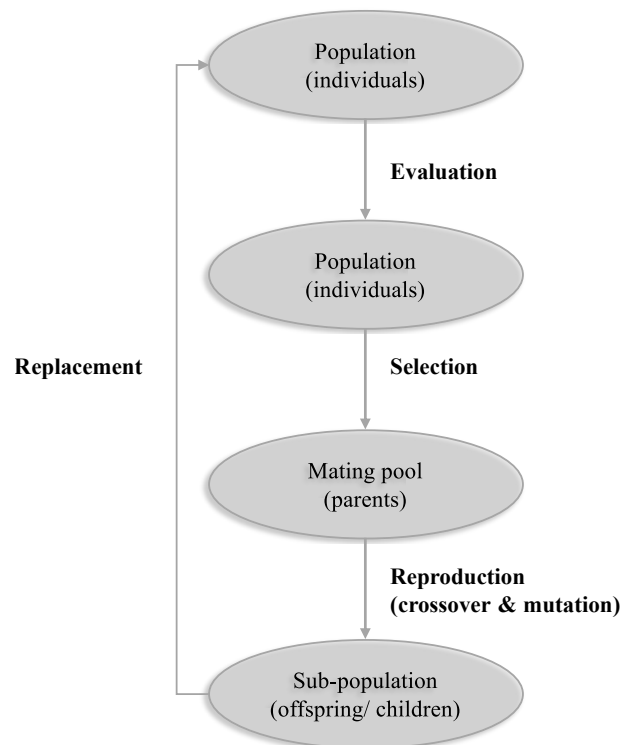 Population
(individuals)
Evaluation
Population
(individuals)
Replacement
Selection
Mating pool
(parents)
Reproduction
(crossover & mutation)
Sub-population
(offspring/ children)